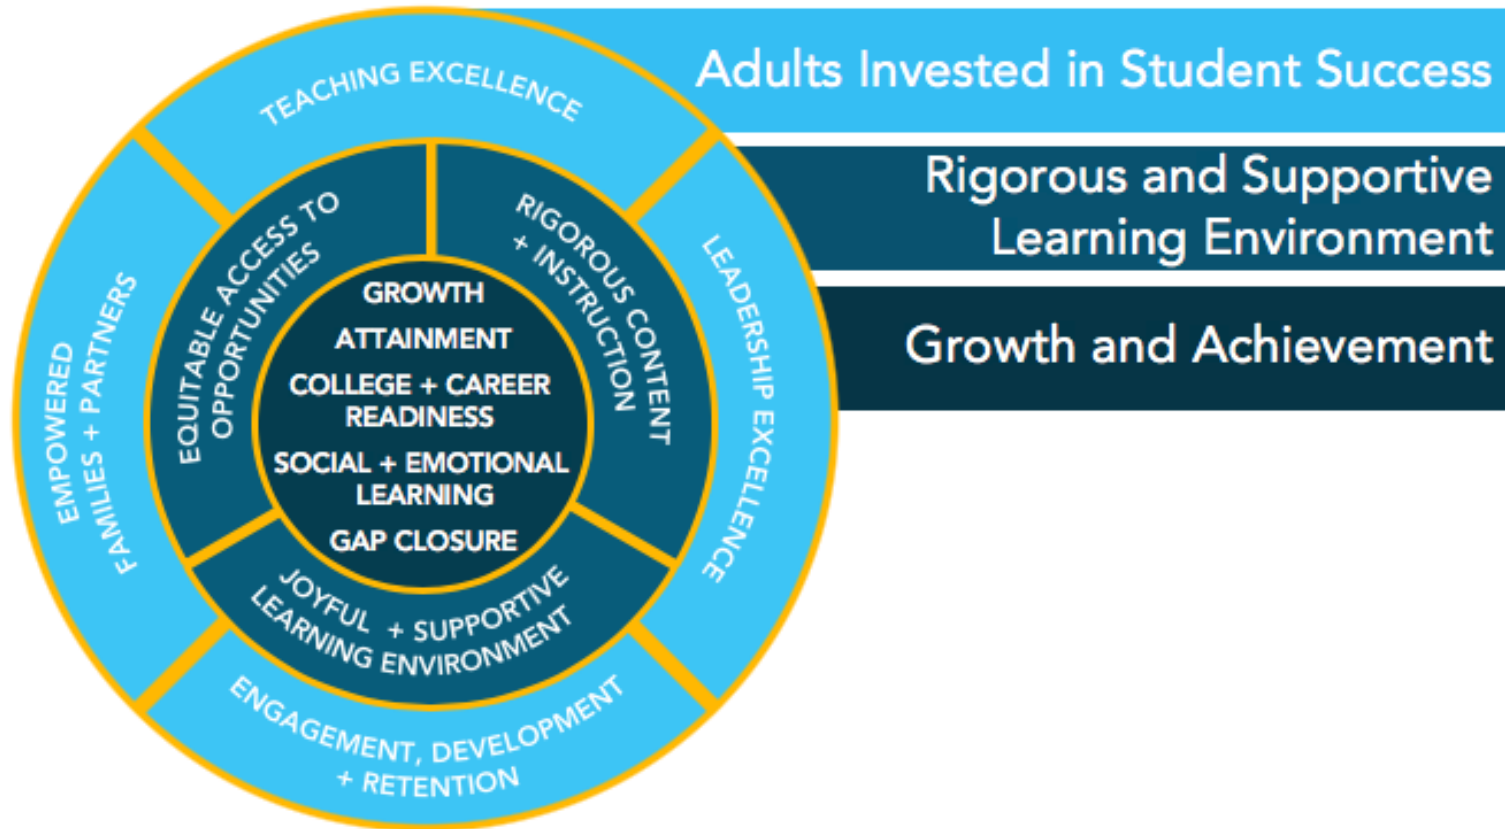 Adults Invested in Student Success
Rigorous and Supportive
Learning Environment
Growth and Achievement
TEACHING EXCELLENCE
LEADERSHIP EXCELLENCE
ENGAGEMENT, DEVELOPMENT
+ RETENTION
EMPOWERED
FAMILIES + PARTNERS
EQUITABLE ACCESS TO
OPPORTUNITIES
RIGOROUS CONTENT
+ INSTRUCTION
JOYFUL + SUPPORTIVE
LEARNING ENVIRONMENT
GROWTH
ATTAINMENT
COLLEGE + CAREER
READINESS
SOCIAL + EMOTIONAL
LEARNING
GAP CLOSURE